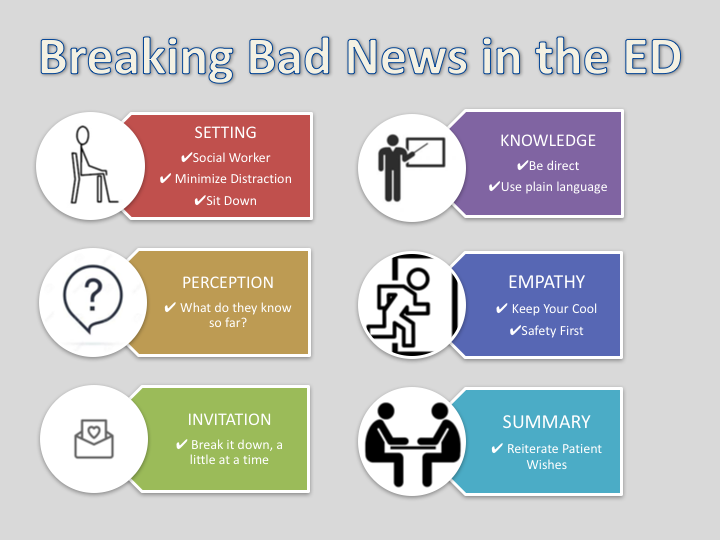 Breaking Bad News in the ED
SETTING
✔Social Worker
✔ Minimize Distraction
✔Sit Down
PERCEPTION
✔ What do they know
so far?
INVITATION
✔ Break it down, a
little at a time
KNOWLEDGE
✔Be direct
✔Use plain language
EMPATHY
✔ Keep Your Cool
✔Safety First
SUMMARY
✔ Reiterate Patient
Wishes
?